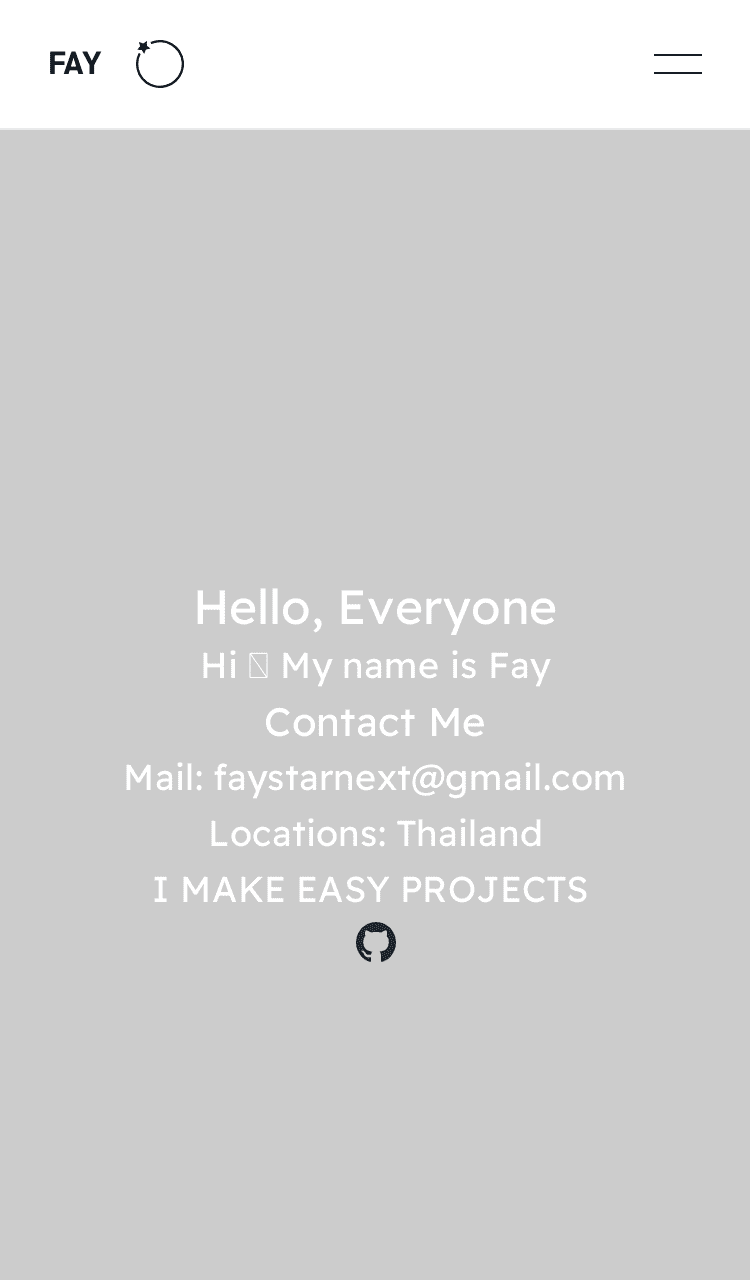 FAY
Hello, Everyone
Hi My name is Fay
Contact Me
Mail: faystarnext@gmail.com
Locations: Thailand
I MAKE EASY PROJECTS